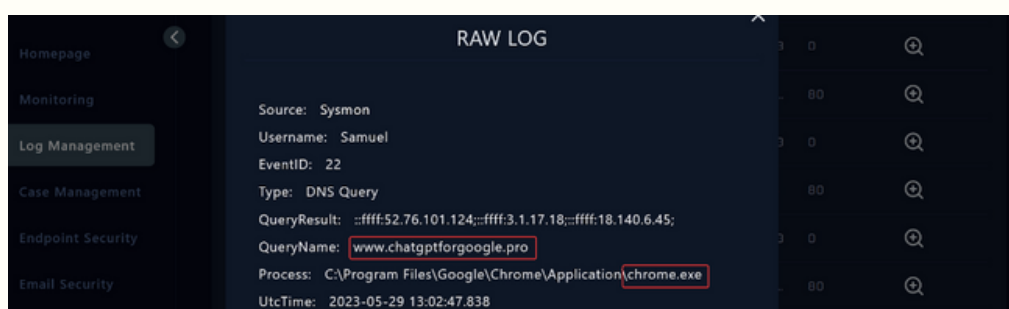 RAW LOG
Homepage
Monitoring
Log Management
Case Management
Endpoint Security
Email Security
Source: Sysmon
Username: Samuel
EventID: 22
Type: DNS Query
QueryResult: ::ffff:52.76.101.124;::ffff:3.1.17.18;::ffff:18.140.6.45;
QueryName: www.chatgptforgoogle.pro
Process: C:\Program Files\Google\Chrome\Application\chrome.exe
UtcTime: 2023-05-29 13:02:47.838
0
80
0
80
0
80